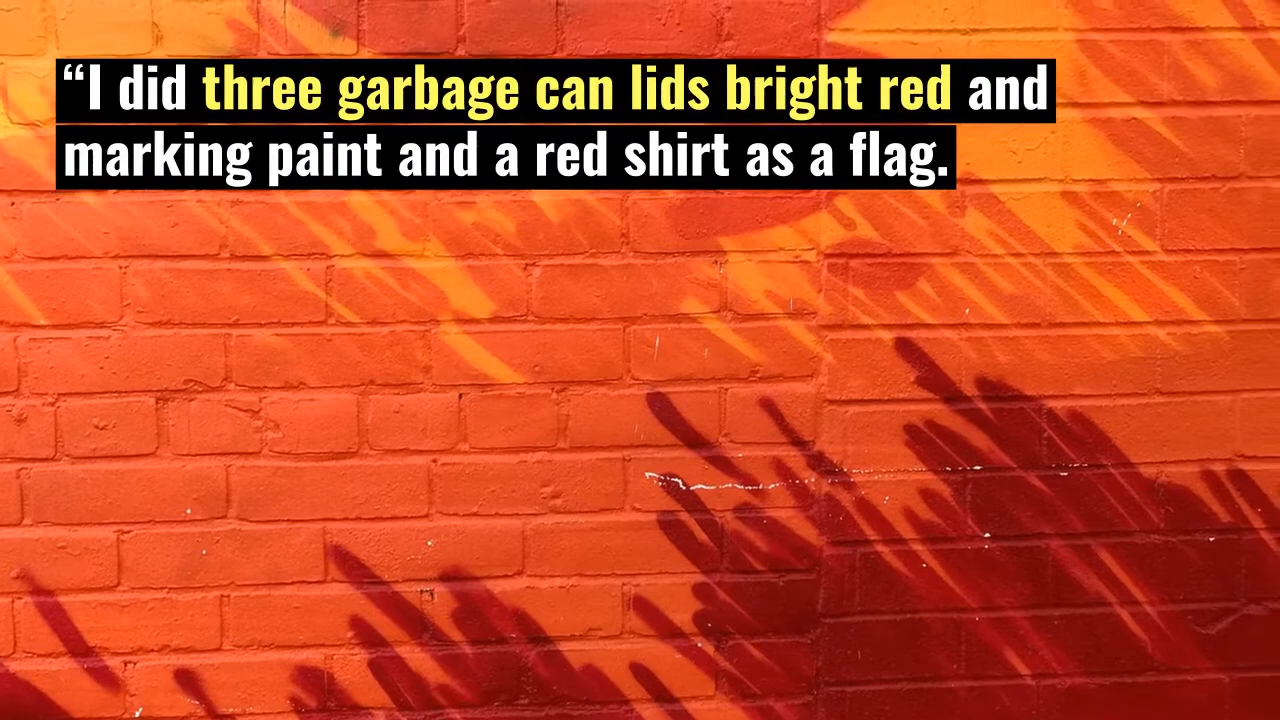 “I did three garbage can lids bright red and
marking paint and a red shirt as a flag.